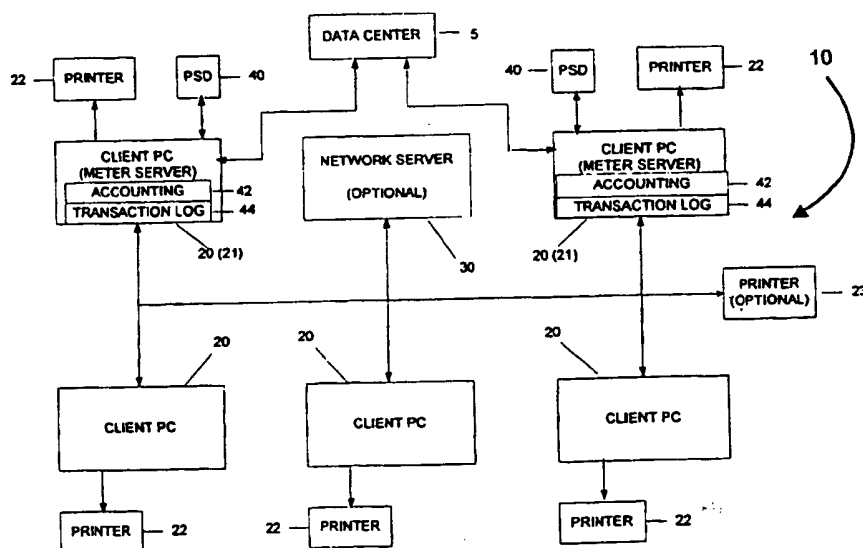 DATA CENTER
5
22
PRINTER
PSD
40
40
PSD
PRINTER
22
10
CLIENT PC
(METER SERVER)
ACCOUNTING
42
TRANSACTION LOG
44
20 (21)
NETWORK SERVER
(OPTIONAL)
30
CLIENT PC
(METER SERVER)
ACCOUNTING
42
TRANSACTION LOG
44
20 (21)
PRINTER
(OPTIONAL)
23
20
CLIENT PC
20
CLIENT PC
20
CLIENT PC
PRINTER
22
22
PRINTER
PRINTER
22